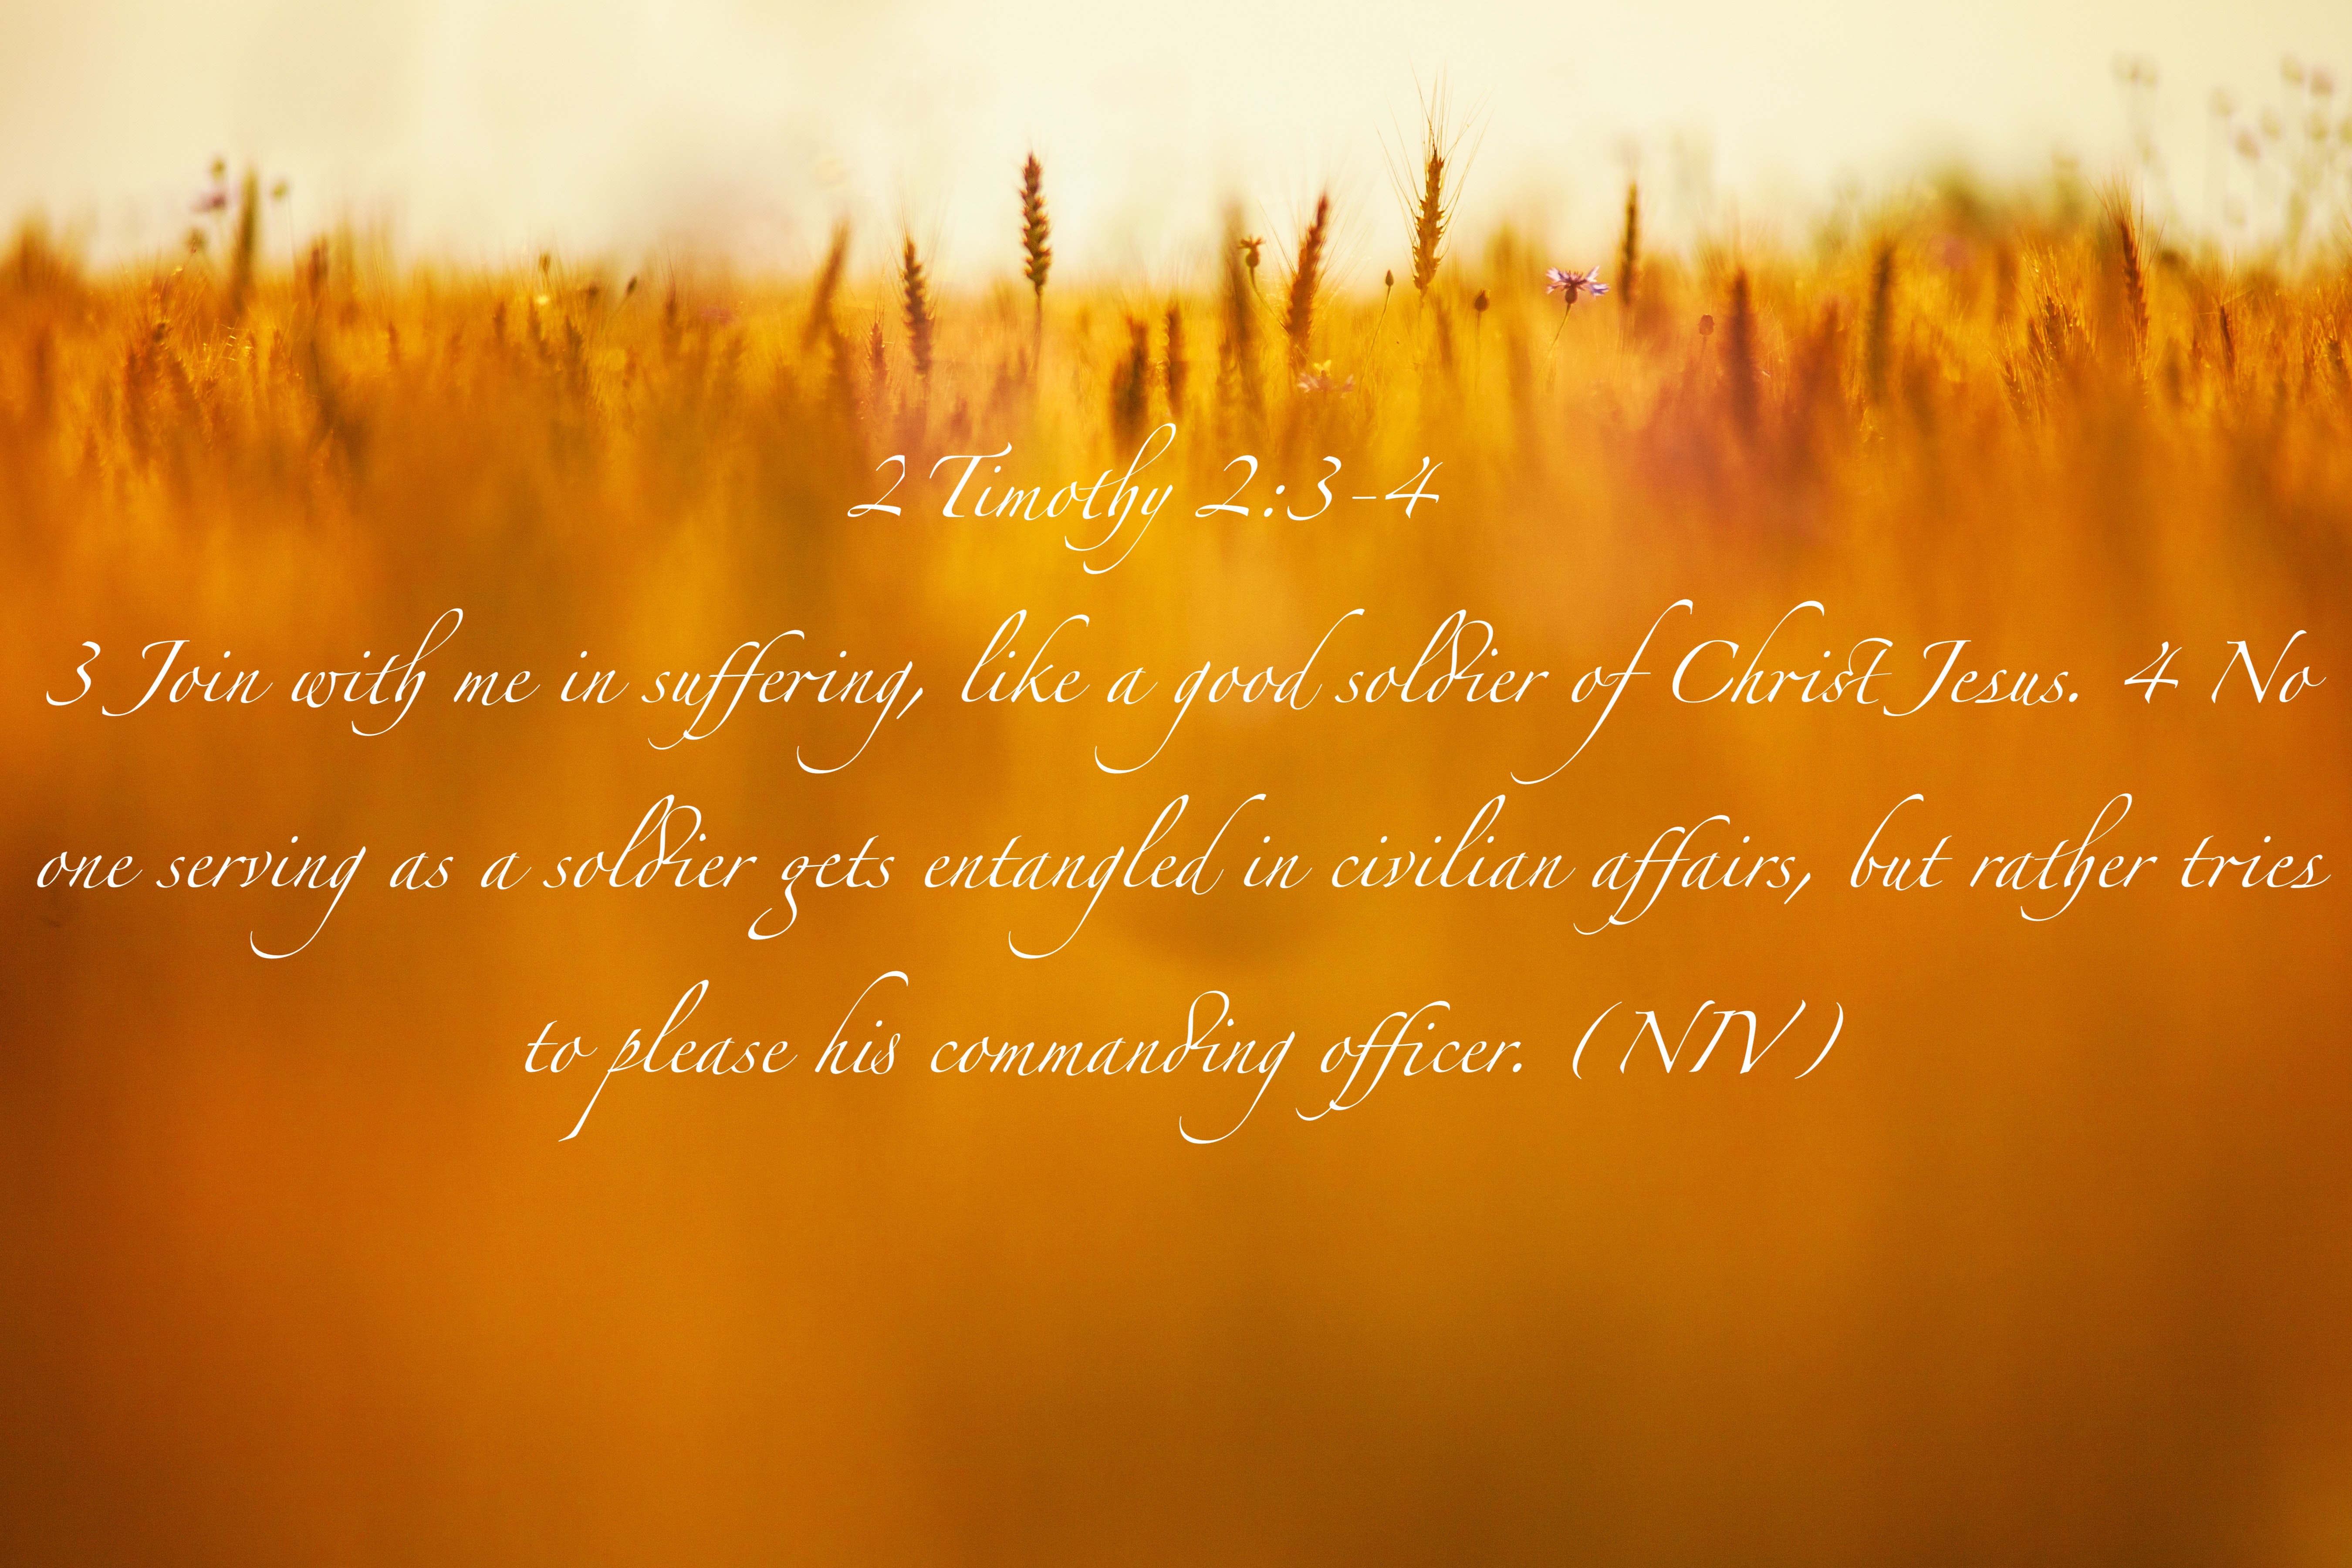 2 Timothy 2:3-4
3 Join with me in suffering, like a good soldier of Christ Jesus. 4 No
one serving as a soldier gets entangled in civilian affairs, but rather tries
to please his commanding officer. (NIV)